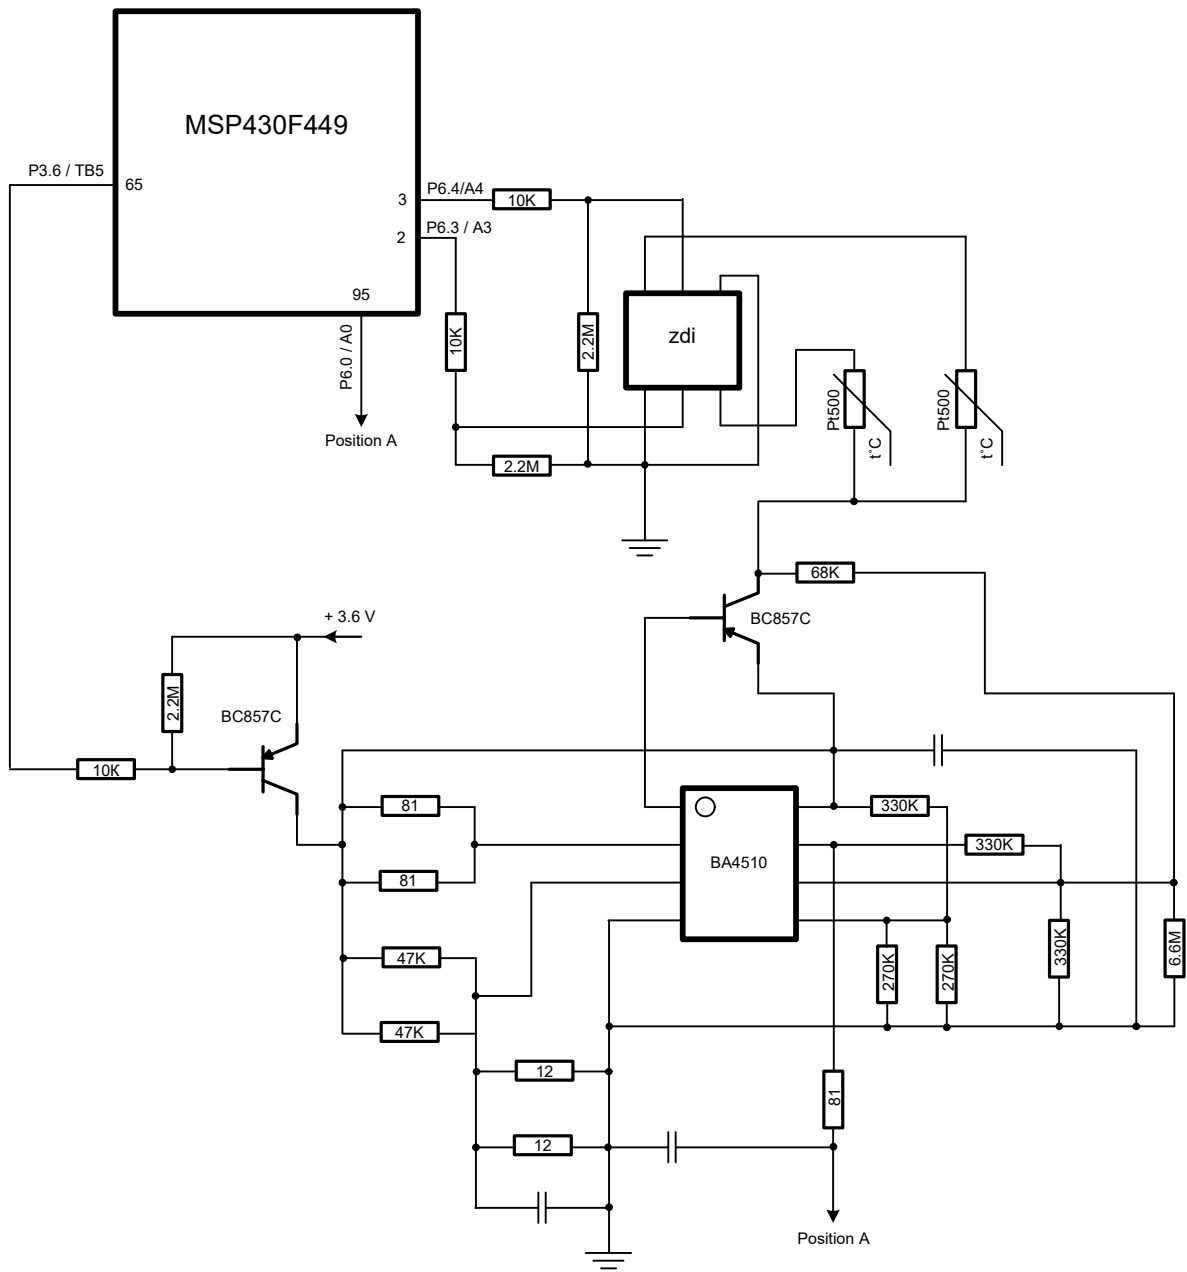 MSP430F449
P3.6 / TB5
65
3
P6.4/A4
10K
2
P6.3 / A3
95
P6.0 / A0
Position A
10K
2.2M
zdi
Pt500
t°C
Pt500
t°C
2.2M
68K
BC857C
+ 3.6 V
2.2M
BC857C
10K
81
330K
BA4510
330K
81
47K
270K
270K
330K
6.6M
47K
12
81
12
Position A